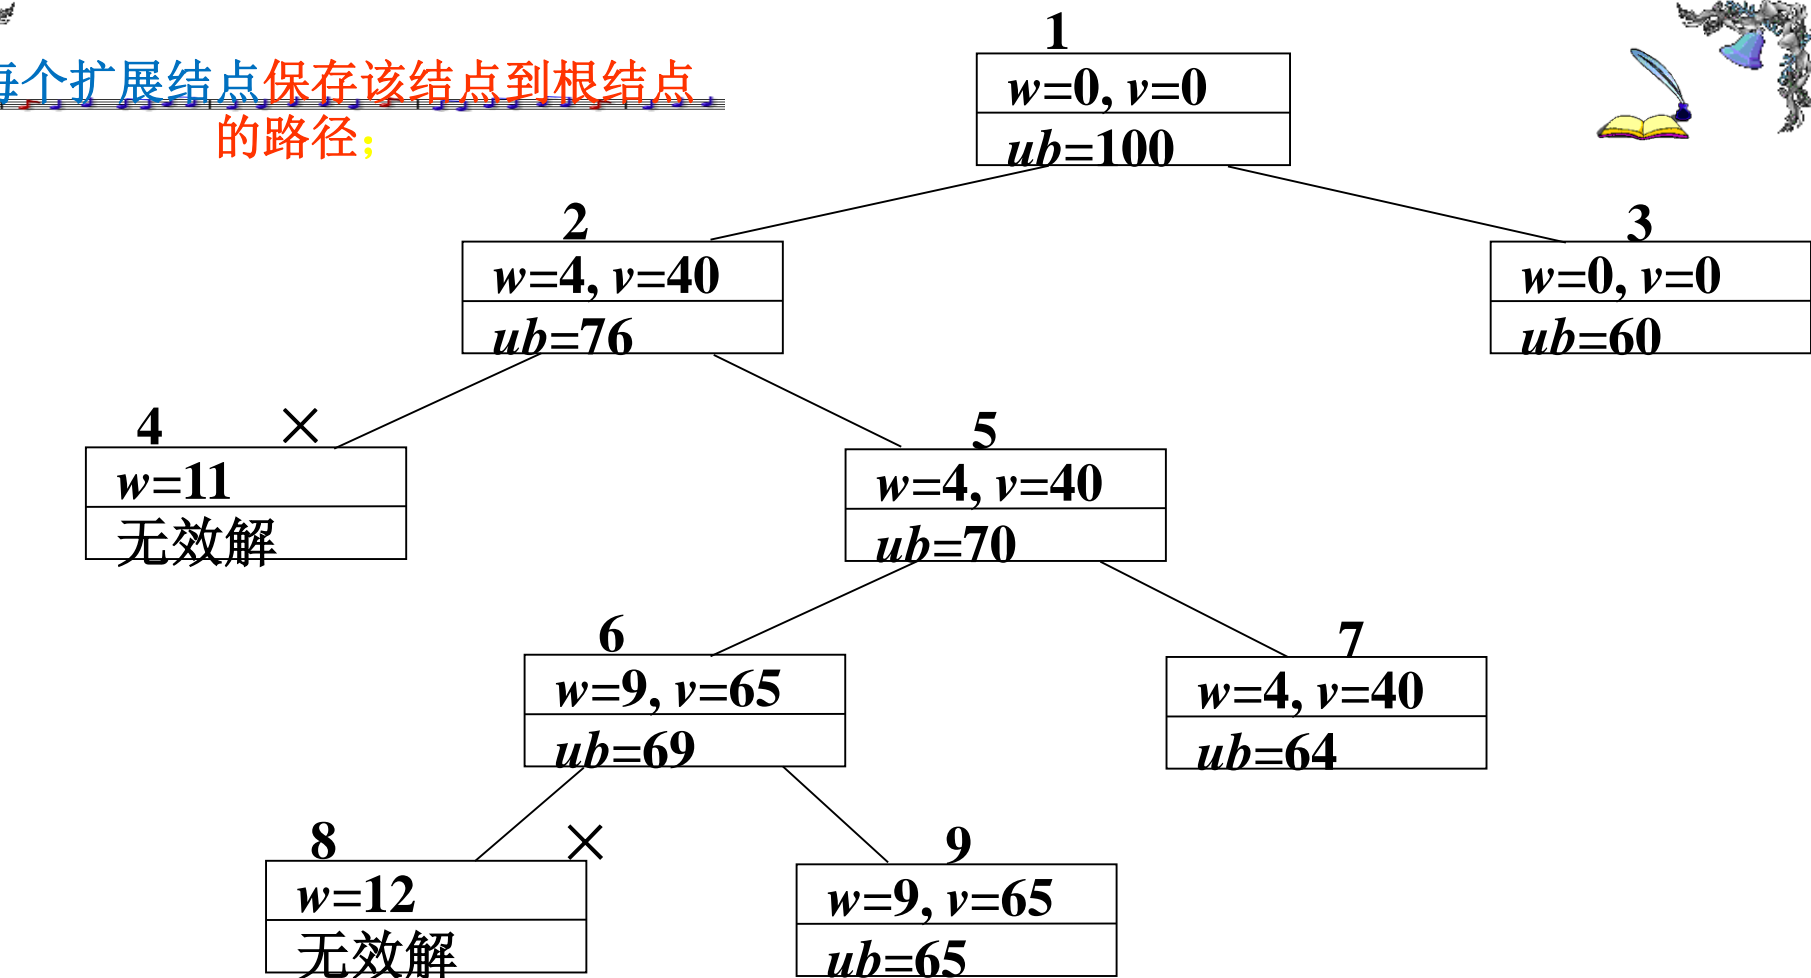 每个扩展结点保存该结点到根结点
的路径；
1
w=0, v=0
ub=100
2
w=4, v=40
ub=76
3
w=0, v=0
ub=60
4 ×
w=11
无效解
5
w=4, v=40
ub=70
6
w=9, v=65
ub=69
7
w=4, v=40
ub=64
8 ×
w=12
无效解
9
w=9, v=65
ub=65